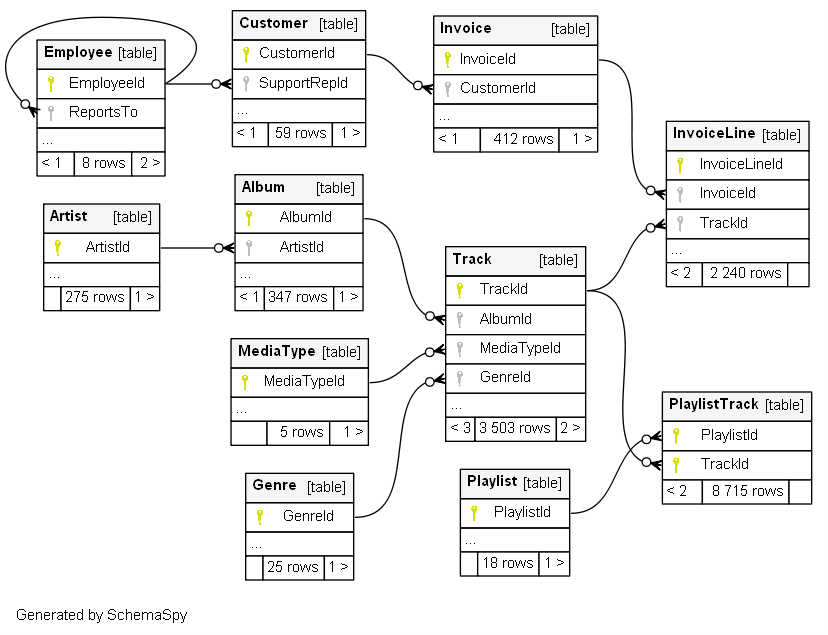 Employee [table]
EmployeeId
ReportsTo
...
< 1 8 rows 2 >
Customer [table]
CustomerId
SupportRepId
...
< 1 59 rows 1 >
Invoice [table]
InvoiceId
CustomerId
...
< 1 412 rows 1 >
InvoiceLine [table]
InvoiceLineId
InvoiceId
TrackId
...
< 2 2 240 rows
Artist [table]
ArtistId
...
275 rows 1 >
Album [table]
AlbumId
ArtistId
...
< 1 347 rows 1 >
Track [table]
TrackId
AlbumId
MediaTypeId
GenreId
...
< 3 3 503 rows 2 >
MediaType [table]
MediaTypeId
...
5 rows 1 >
PlaylistTrack [table]
PlaylistId
TrackId
< 2 8 715 rows
Genre [table]
GenreId
...
25 rows 1 >
Playlist [table]
PlaylistId
...
18 rows 1 >
Generated by SchemaSpy